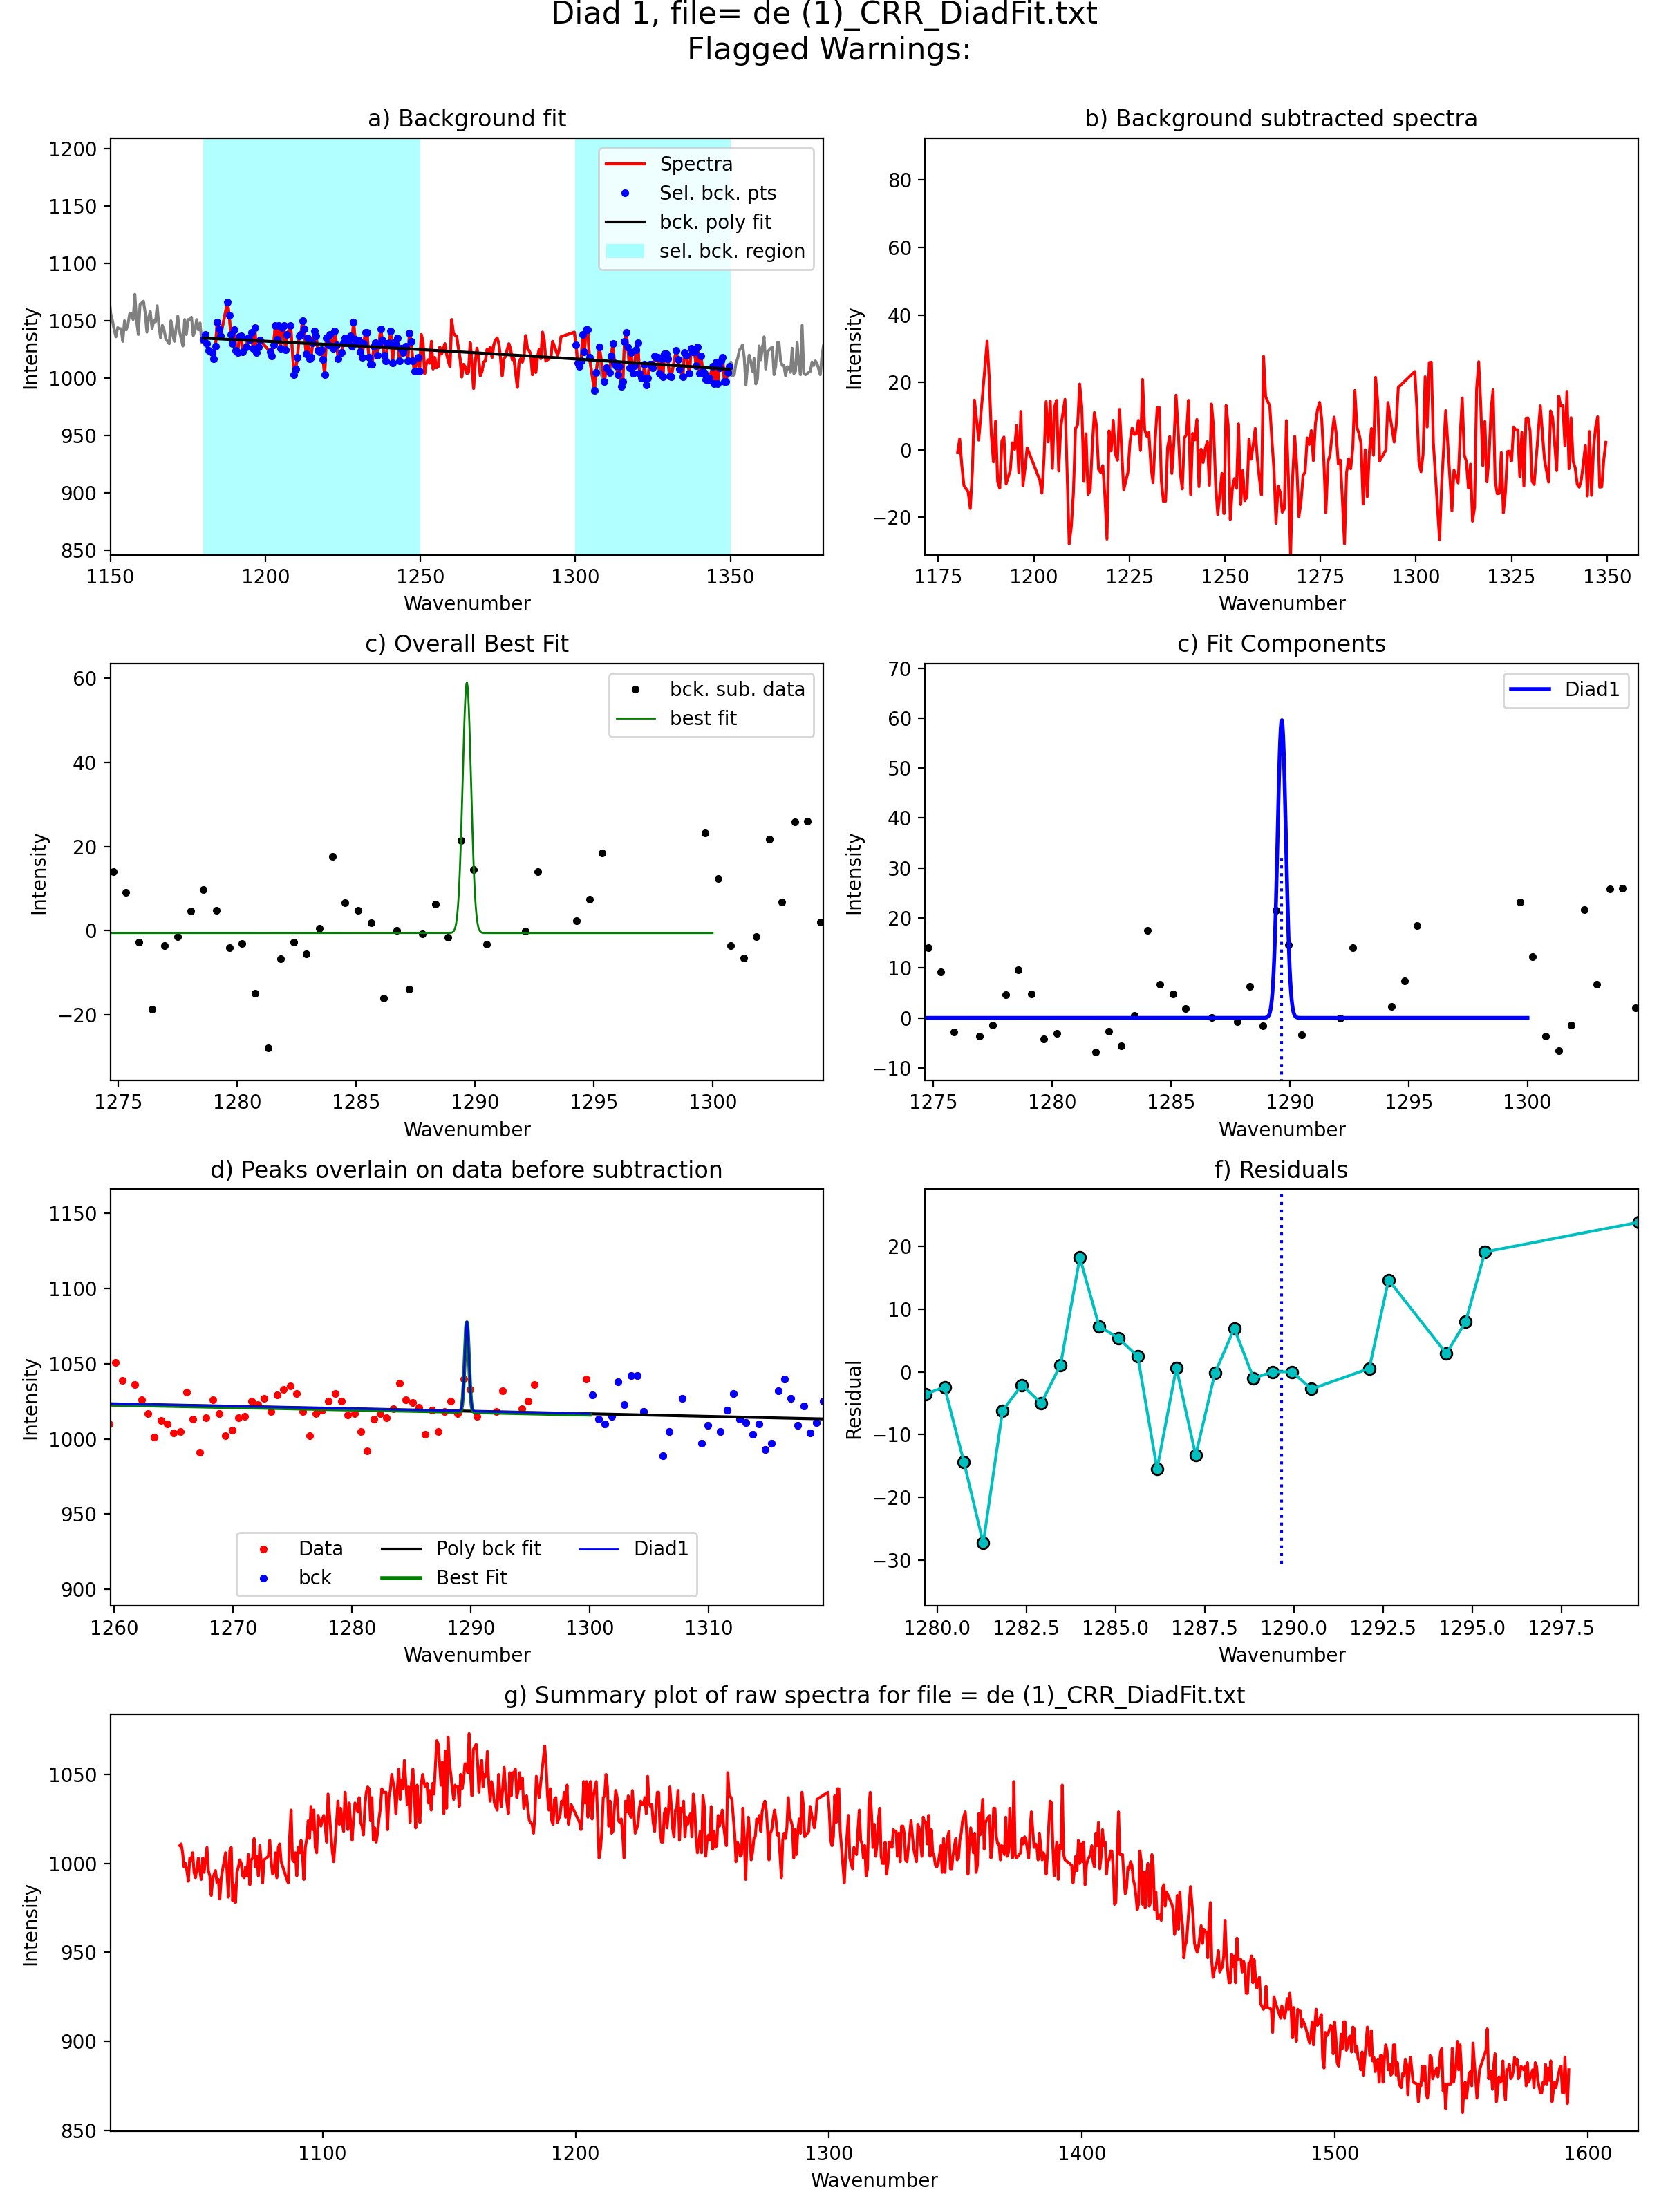 Diad 1, file= de (1)_CRR_DiadFit.txt
Flagged Warnings:
a) Background fit
1200
1150
1100
1050
1000
950
900
850
Intensity
Spectra
Sel. bck. pts
bck. poly fit
sel. bck. region
1150 1200 1250 1300 1350
Wavenumber
b) Background subtracted spectra
80
60
40
20
0
−20
Intensity
1175 1200 1225 1250 1275 1300 1325 1350
Wavenumber
c) Overall Best Fit
60
40
20
0
−20
Intensity
bck. sub. data
best fit
1275 1280 1285 1290 1295 1300
Wavenumber
c) Fit Components
70
60
50
40
30
20
10
0
−10
Intensity
Diad1
1275 1280 1285 1290 1295 1300
Wavenumber
d) Peaks overlain on data before subtraction
1150
1100
1050
1000
950
900
Intensity
Data Poly bck fit Diad1
bck Best Fit
1260 1270 1280 1290 1300 1310
Wavenumber
f) Residuals
20
10
0
−10
−20
−30
Residual
1280.0 1282.5 1285.0 1287.5 1290.0 1292.5 1295.0 1297.5
Wavenumber
g) Summary plot of raw spectra for file = de (1)_CRR_DiadFit.txt
1050
1000
950
900
850
Intensity
1100 1200 1300 1400 1500 1600
Wavenumber